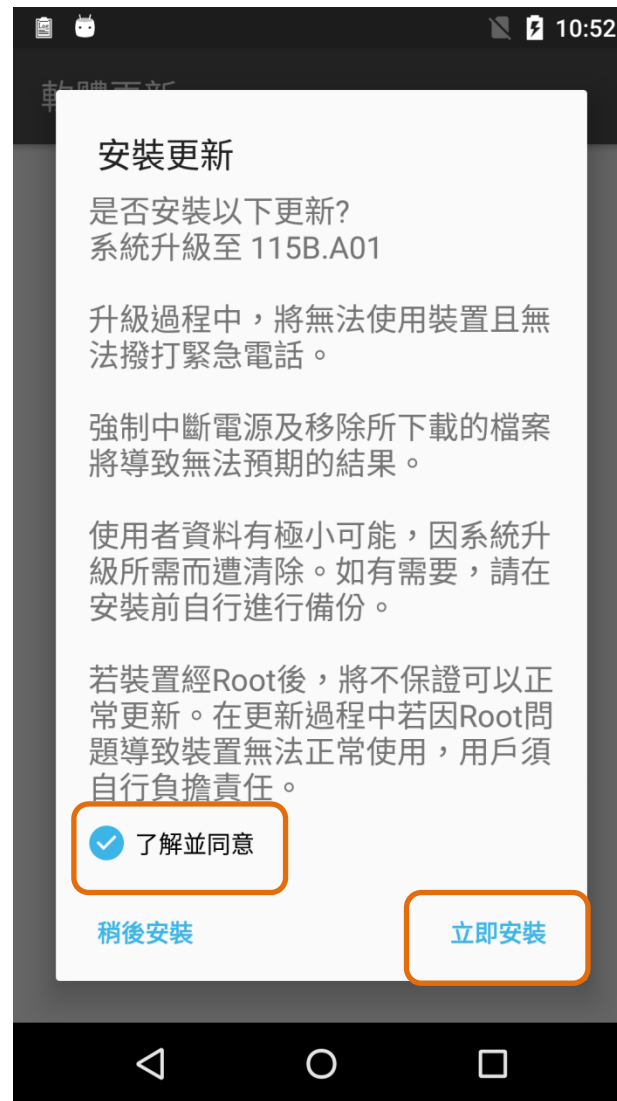 10:52
安裝更新
是否安裝以下更新?
系統升級至 115B.A01
升級過程中，將無法使用裝置且無
法撥打緊急電話。
強制中斷電源及移除所下載的檔案
將導致無法預期的結果。
使用者資料有極小可能，因系統升
級所需而遭清除。如有需要，請在
安裝前自行進行備份。
若裝置經Root後，將不保證可以正
常更新。在更新過程中若因Root問
題導致裝置無法正常使用，用戶須
自行負擔責任。
了解並同意
稍後安裝
立即安裝